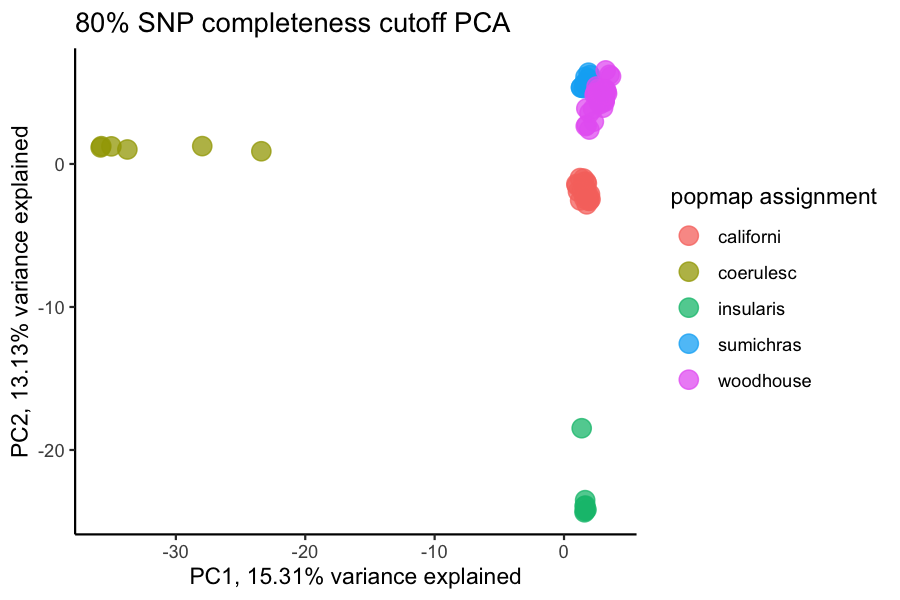 80% SNP completeness cutoff PCA
PC2, 13.13% variance explained
0
-10
-20
-30
-20
-10
0
PC1, 15.31% variance explained
popmap assignment
californi
coerulesc
insularis
sumichras
woodhouse